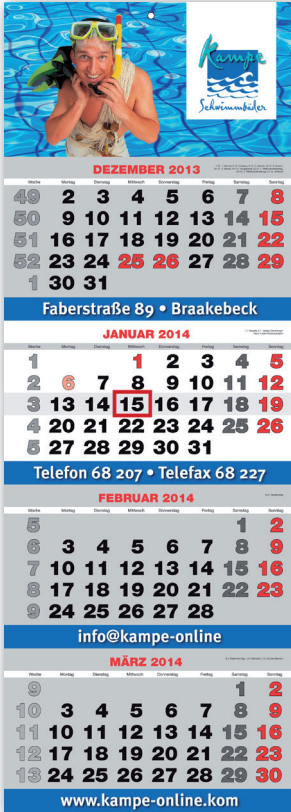 Kampe
Schwimmbäder
DEZEMBER 2013
Woche Montag Dienstag Mittwoch Donnerstag Freitag Samstag Sonntag
49 2 3 4 5 6 7 8
50 9 10 11 12 13 14 15
51 16 17 18 19 20 21 22
52 23 24 25 26 27 28 29
1 30 31
Faberstraße 89 • Braakebeck
JANUAR 2014
Woche Montag Dienstag Mittwoch Donnerstag Freitag Samstag Sonntag
1 1 2 3 4 5
2 6 7 8 9 10 11 12
3 13 14 15 16 17 18 19
4 20 21 22 23 24 25 26
5 27 28 29 30 31
Telefon 68 207 • Telefax 68 227
FEBRUAR 2014
Woche Montag Dienstag Mittwoch Donnerstag Freitag Samstag Sonntag
5 1 2
6 3 4 5 6 7 8 9
7 10 11 12 13 14 15 16
8 17 18 19 20 21 22 23
9 24 25 26 27 28
info@kampe-online
MÄRZ 2014
Woche Montag Dienstag Mittwoch Donnerstag Freitag Samstag Sonntag
9 1 2
10 3 4 5 6 7 8 9
11 10 11 12 13 14 15 16
12 17 18 19 20 21 22 23
13 24 25 26 27 28 29 30
www.kampe-online.kom